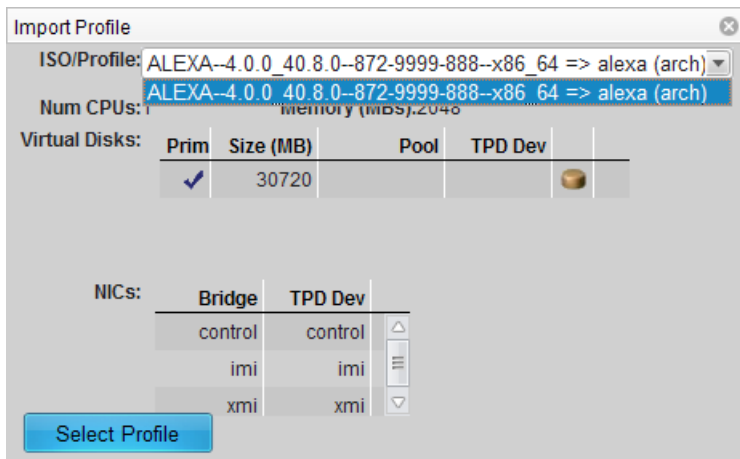 Import Profile
ISO/Profile: ALEXA--4.0.0_40.8.0--872-9999-888--x86_64 => alexa (arch)
ALEXA--4.0.0_40.8.0--872-9999-888--x86_64 => alexa (arch)
Num CPUs: Memory (MBs):2048
Virtual Disks: Prim Size (MB) Pool TPD Dev
30720
NICs: Bridge TPD Dev
control control
imi imi
xmi xmi
Select Profile